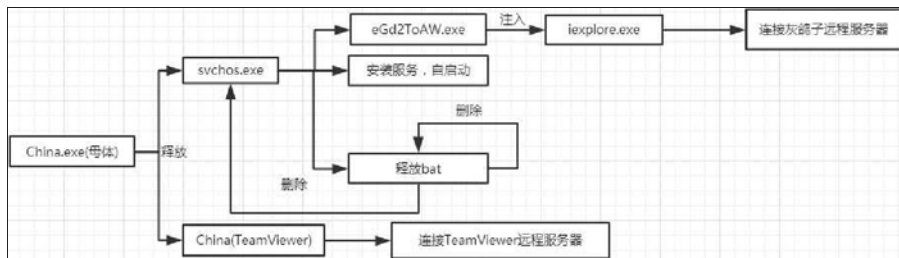 eGd2ToAW.exe
注入
iexplore.exe
连接灰鸽子远程服务器
svchos.exe
安装服务，自启动
删除
China.exe(母体)
释放
释放bat
删除
China(TeamViewer)
连接TeamViewer远程服务器